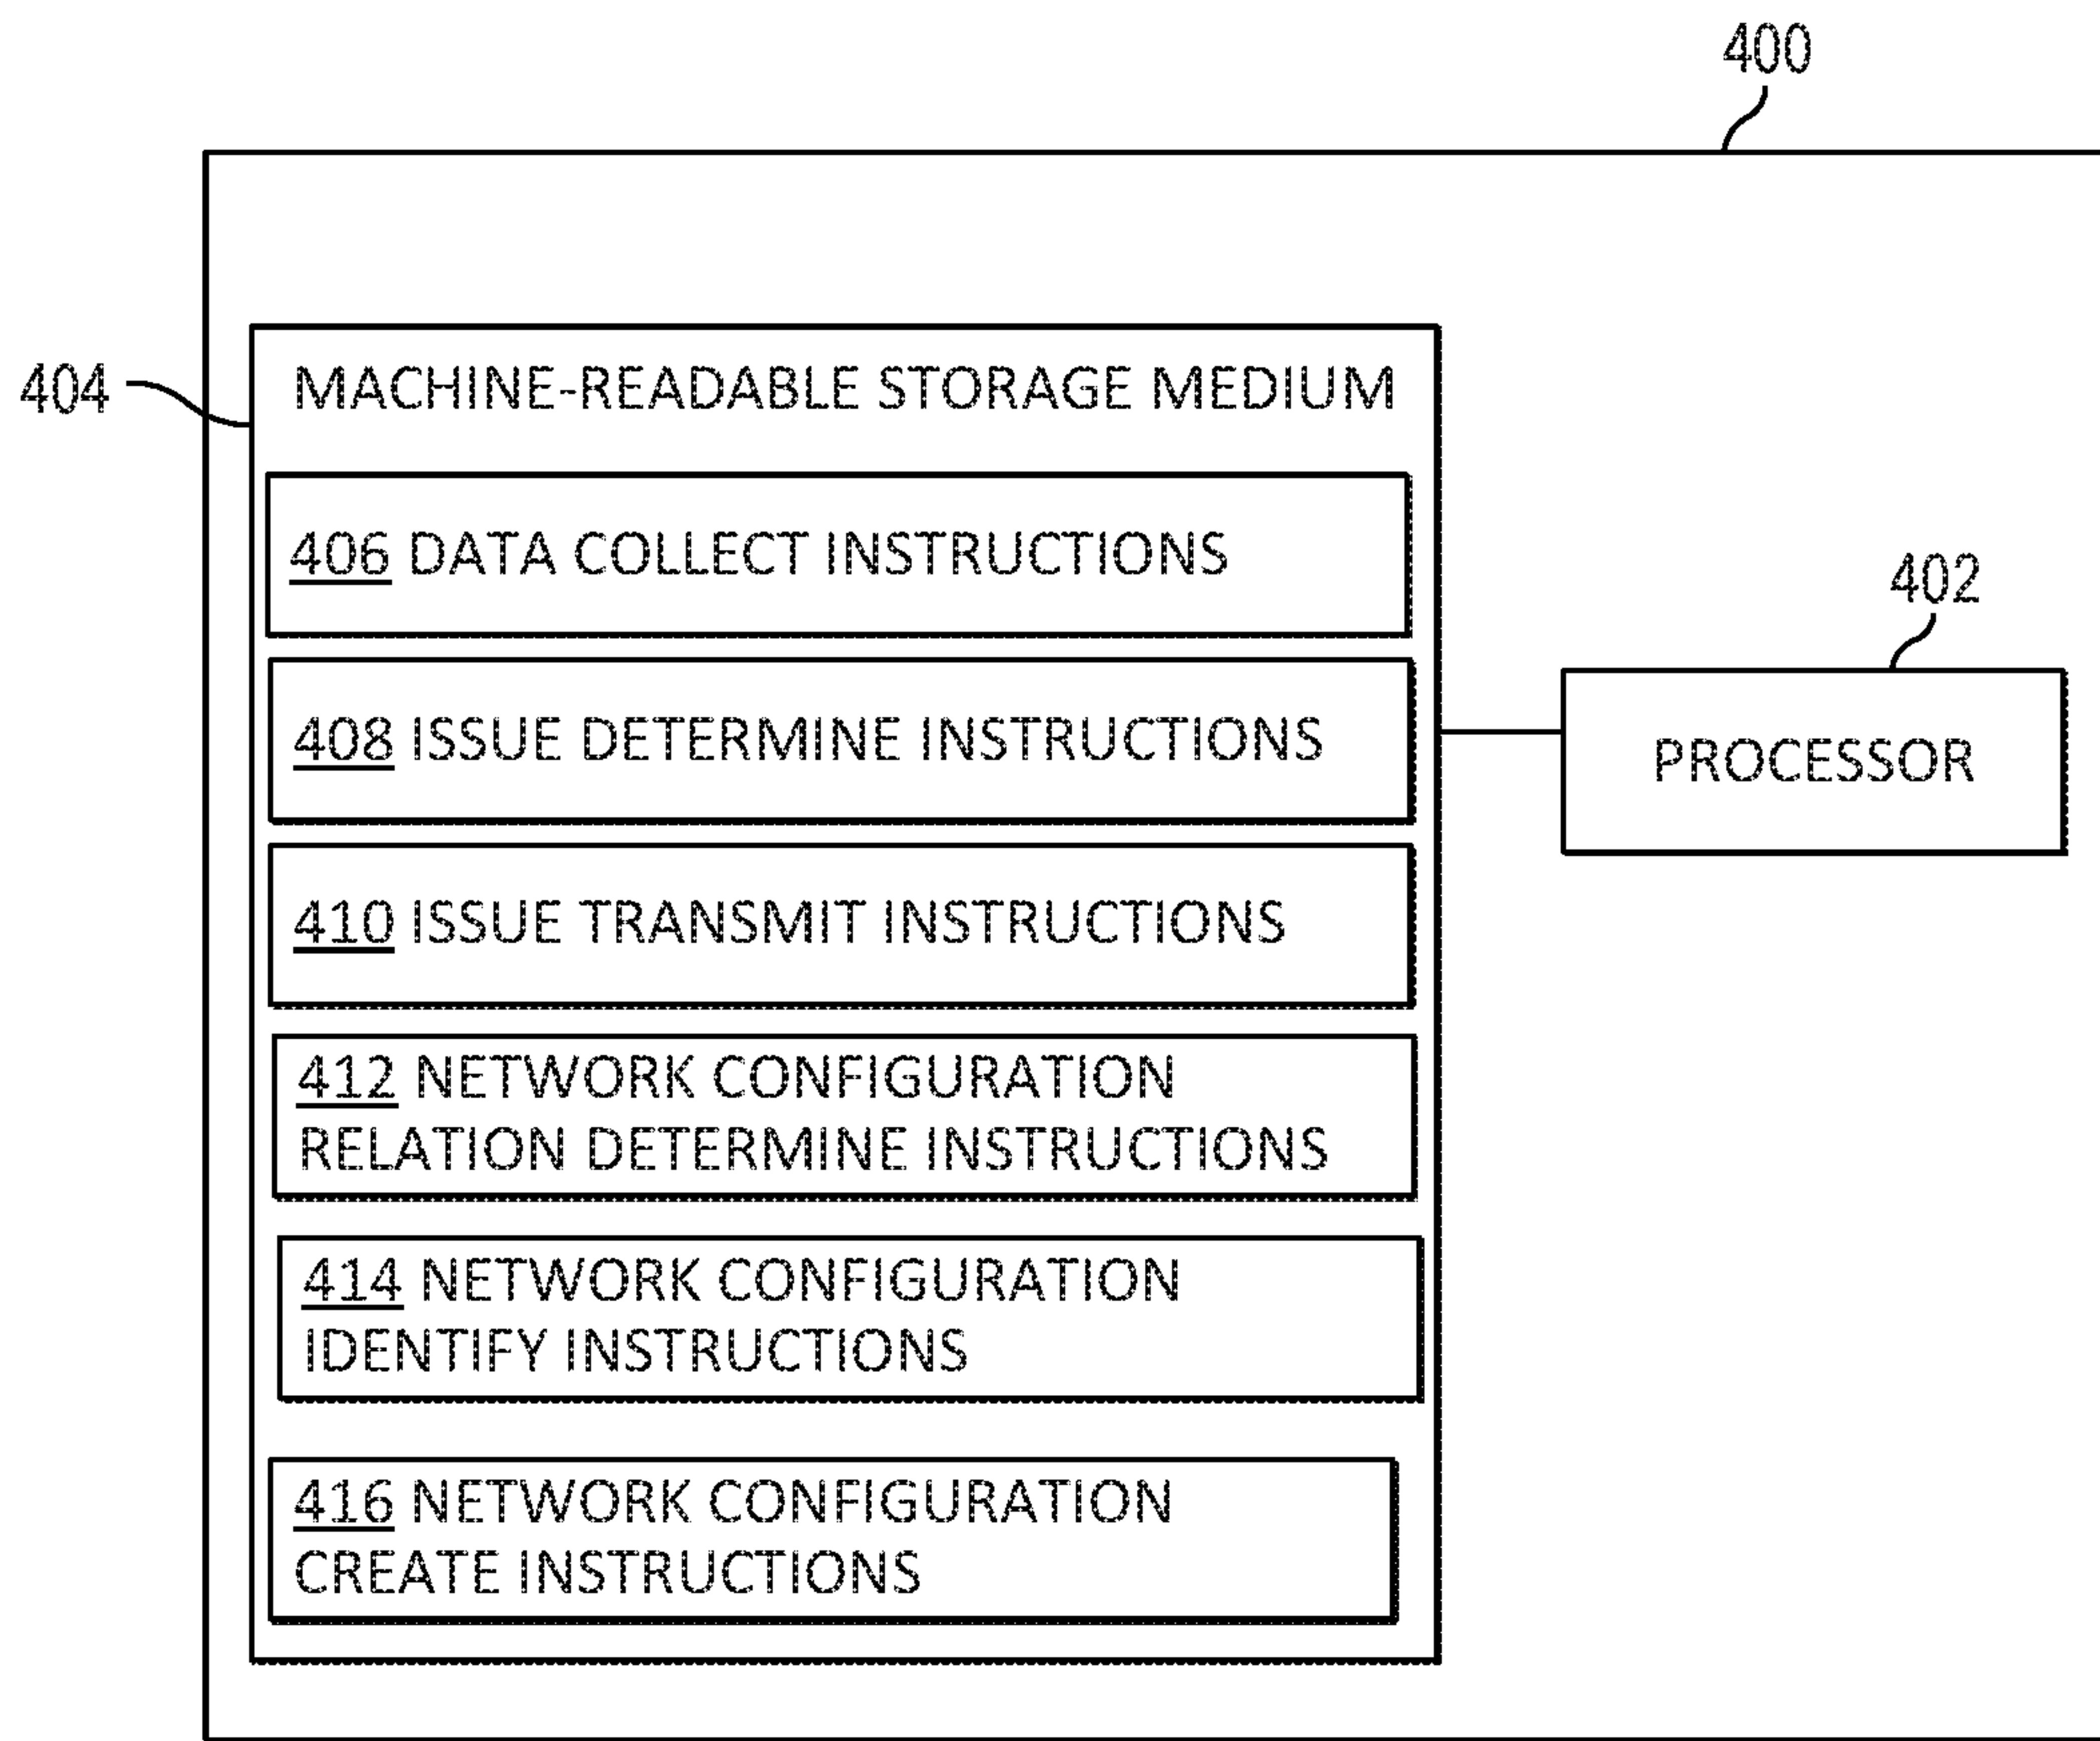 400
404
MACHINE-READABLE STORAGE MEDIUM
406 DATA COLLECT INSTRUCTIONS
402
408 ISSUE DETERMINE INSTRUCTIONS
PROCESSOR
410 ISSUE TRANSMIT INSTRUCTIONS
412 NETWORK CONFIGURATION
RELATION DETERMINE INSTRUCTIONS
414 NETWORK CONFIGURATION
IDENTIFY INSTRUCTIONS
416 NETWORK CONFIGURATION
CREATE INSTRUCTIONS